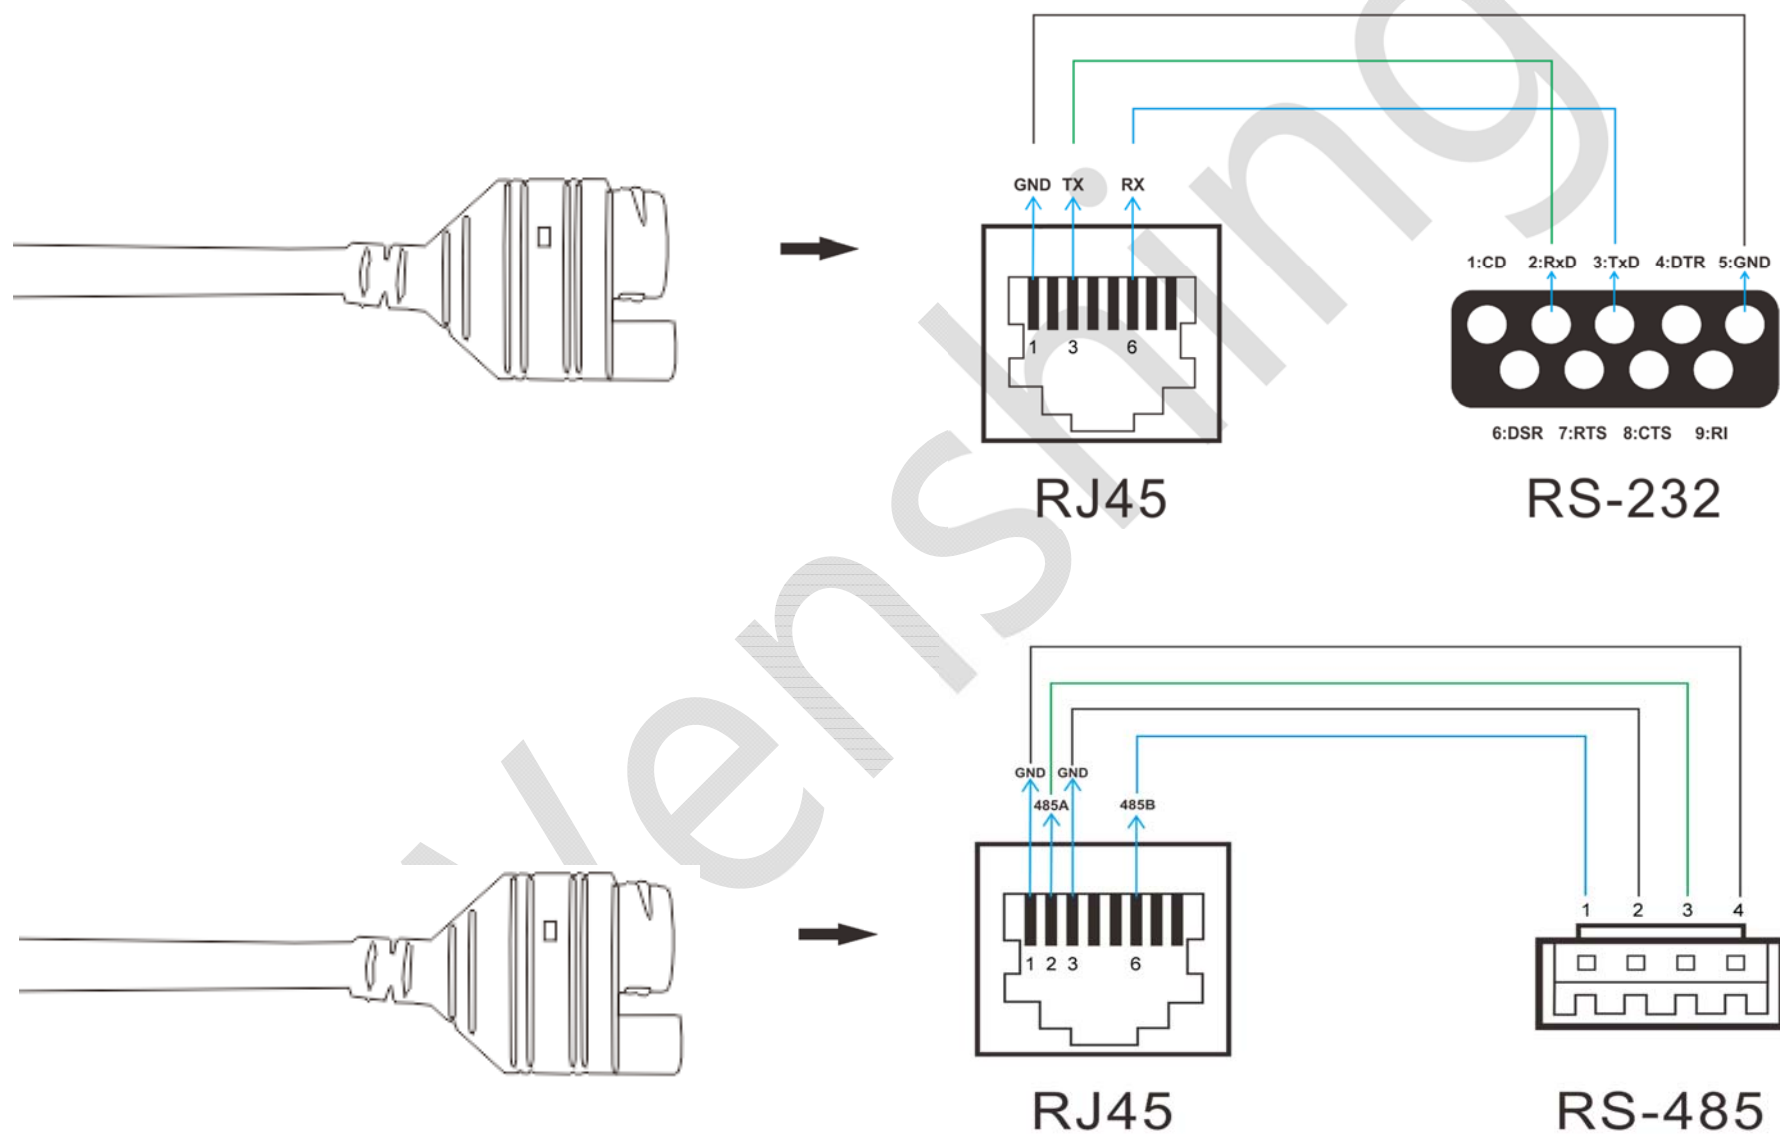 GND TX RX
1:CD 2:RxD 3:TxD 4:DTR 5:GND
1 3 6
6:DSR 7:RTS 8:CTS 9:RI
RJ45 RS-232
GND GND
485A 485B
1 2 3 4
1 2 3 6
RJ45 RS-485
Yenshing